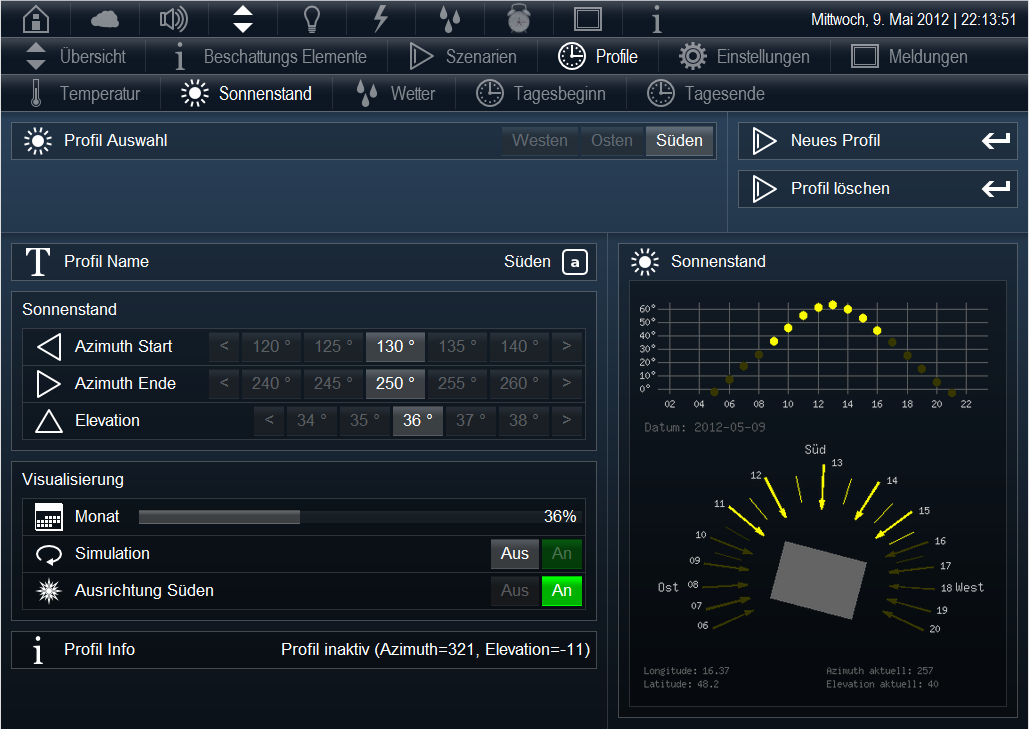 Mittwoch, 9. Mai 2012 | 22:13:51
Übersicht Beschattungs Elemente Szenarien Profile Einstellungen Meldungen
Temperatur Sonnenstand Wetter Tagesbeginn Tagesende
Profil Auswahl Westen Osten Süden
Neues Profil
Profil löschen
T Profil Name Süden a
Sonnenstand
Azimuth Start < 120 ° 125 ° 130 ° 135 ° 140 ° >
Azimuth Ende < 240 ° 245 ° 250 ° 255 ° 260 ° >
Elevation < 34 ° 35 ° 36 ° 37 ° 38 ° >
Visualisierung
Monat 36%
Simulation Aus An
Ausrichtung Süden Aus An
Profil Info Profil inaktiv (Azimuth=321, Elevation=-11)
Sonnenstand
60°
50°
40°
30°
20°
10°
0°
02 04 06 08 10 12 14 16 18 20 22
Datum: 2012-05-09
Süd
12 13
14
11
15
10 16
09 17
Ost 08 18 West
07 19
06 20
Longitude: 16.37 Azimuth aktuell: 257
Latitude: 48.2 Elevation aktuell: 40